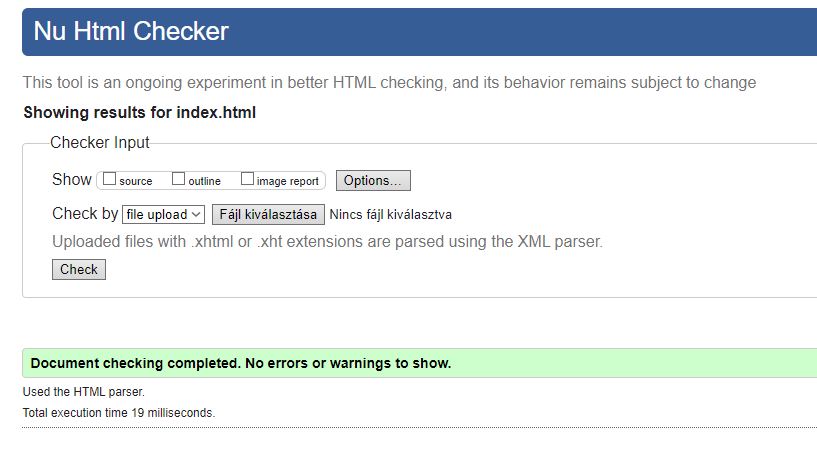 Nu Html Checker
This tool is an ongoing experiment in better HTML checking, and its behavior remains subject to change
Showing results for index.html
Checker Input
Show source outline image report Options...
Check by file upload Fájl kiválasztása Nincs fájl kiválasztva
Uploaded files with .xhtml or .xht extensions are parsed using the XML parser.
Check
Document checking completed. No errors or warnings to show.
Used the HTML parser.
Total execution time 19 milliseconds.